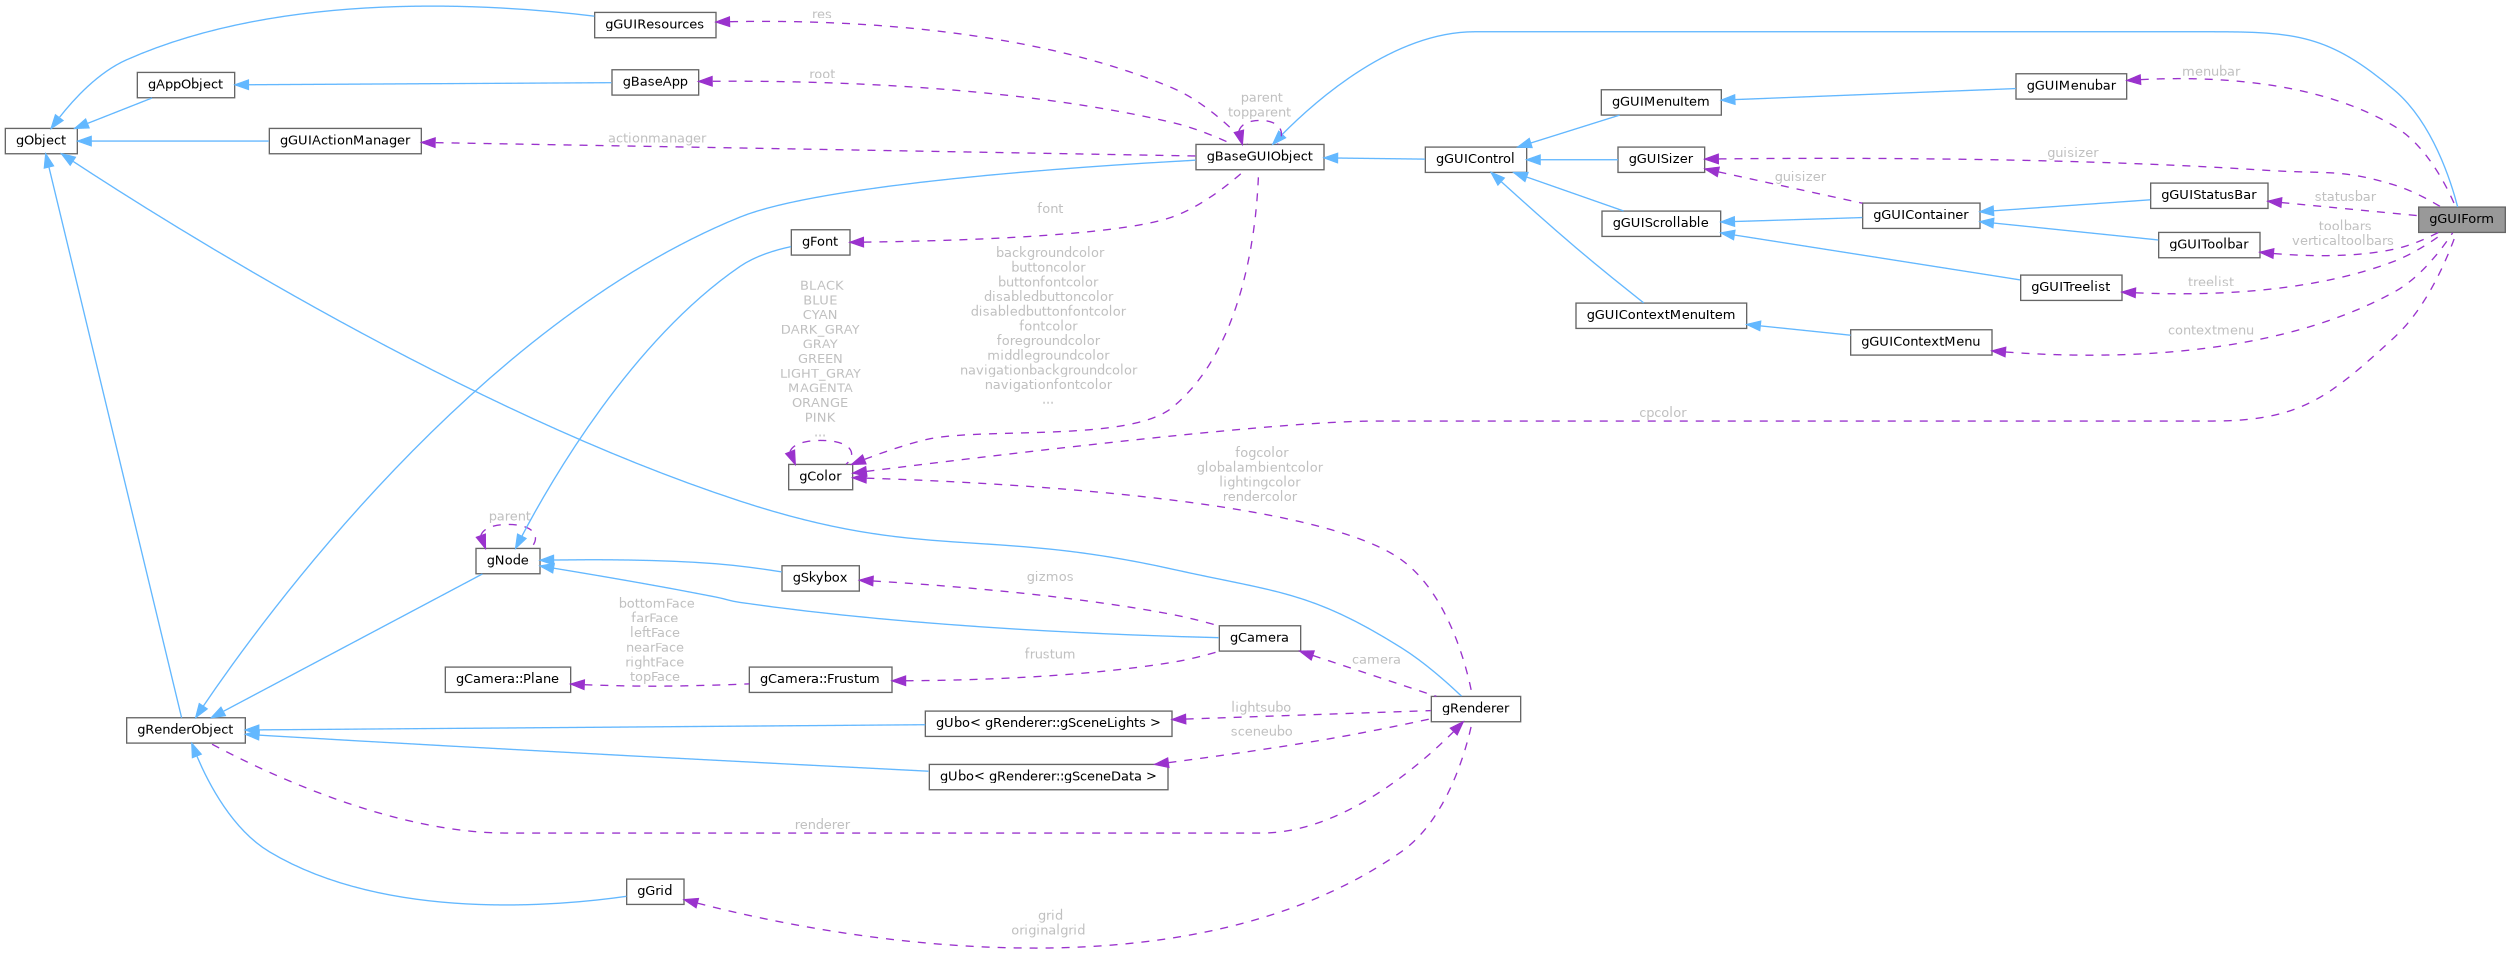 gGUIResources
res
gAppObject
gBaseApp
root
gObject
gGUIActionManager
actionmanager
parent
topparent
gBaseGUIObject
gGUIControl
gGUIMenuItem
gGUIMenubar
menubar
gGUISizer
guisizer
guisizer
gGUIScrollable
gGUIContainer
gGUIStatusBar
statusbar
gGUIForm
gGUIToolbar
toolbars
verticaltoolbars
gGUITreelist
treelist
gGUIContextMenuItem
gGUIContextMenu
contextmenu
gFont
font
BLACK
BLUE
CYAN
DARK_GRAY
GRAY
GREEN
LIGHT_GRAY
MAGENTA
ORANGE
PINK
...
backgroundcolor
buttoncolor
buttonfontcolor
disabledbuttoncolor
disabledbuttonfontcolor
fontcolor
foregroundcolor
middlegroundcolor
navigationbackgroundcolor
navigationfontcolor
...
cpcolor
gColor
fogcolor
globalambientcolor
lightingcolor
rendercolor
parent
gNode
gSkybox
gizmos
bottomFace
farFace
leftFace
nearFace
rightFace
topFace
gCamera
frustum
camera
gCamera::Plane
gCamera::Frustum
gRenderObject
gUbo< gRenderer::gSceneLights >
lightsubo
sceneubo
gRenderer
gUbo< gRenderer::gSceneData >
renderer
gGrid
grid
originalgrid